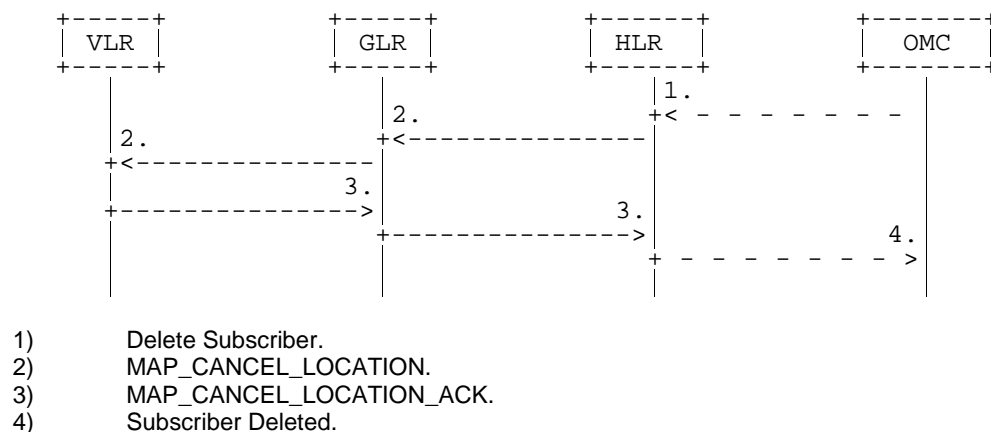 VLR GLR HLR OMC
1.
2.
2.
3.
3.
4.
1) Delete Subscriber.
2) MAP_CANCEL_LOCATION.
3) MAP_CANCEL_LOCATION_ACK.
4) Subscriber Deleted.